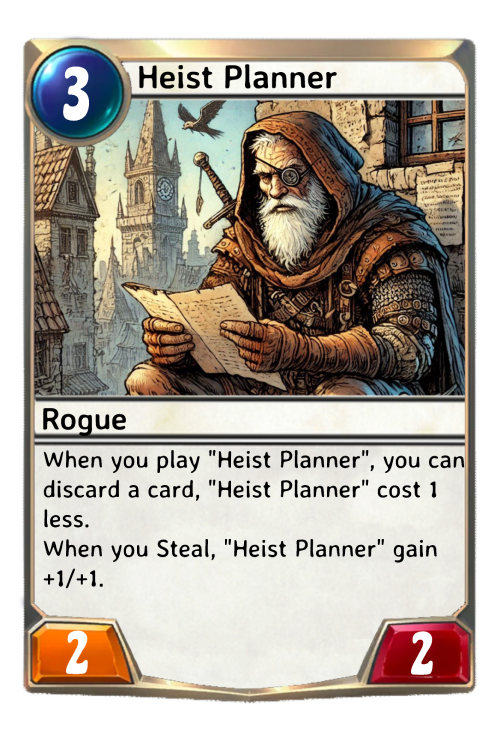 3
Heist Planner
Rogue
When you play "Heist Planner", you can
discard a card, "Heist Planner" cost 1
less.
When you Steal, "Heist Planner" gain
+1/+1.
2
2